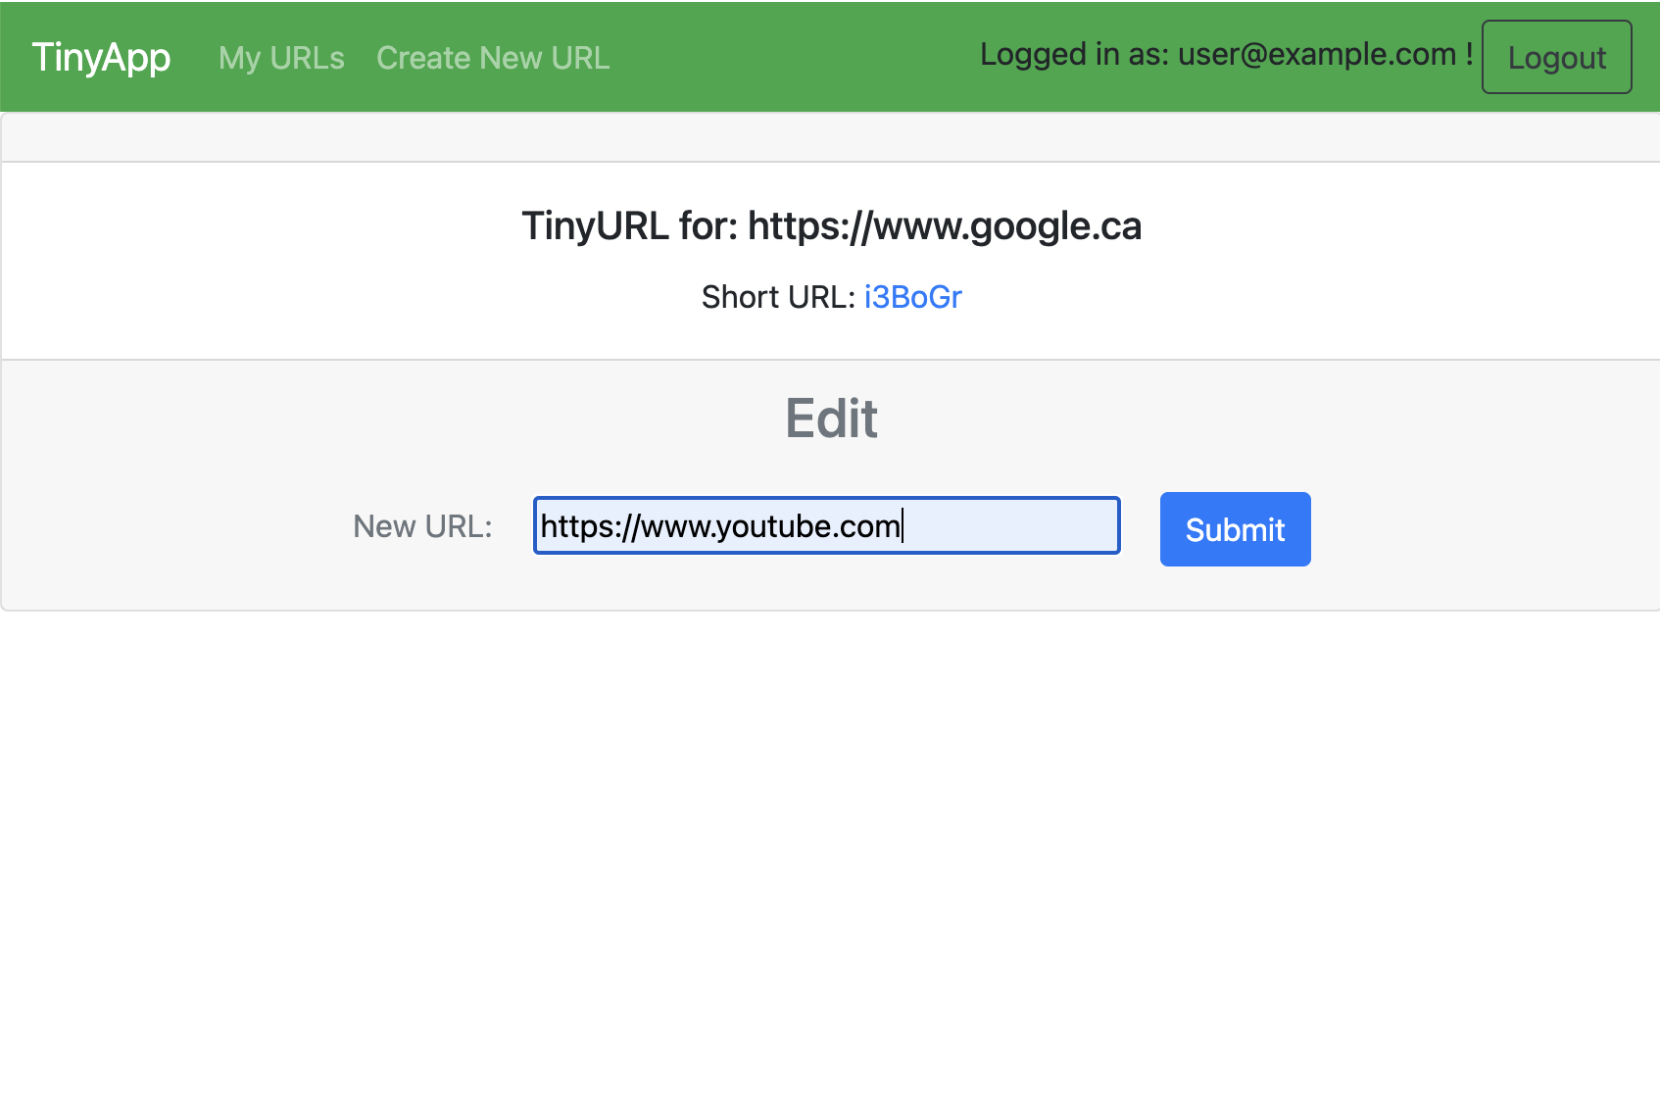 TinyApp My URLs Create New URL Logged in as: user@example.com ! Logout
TinyURL for: https://www.google.ca
Short URL: i3BoGr
Edit
New URL: https://www.youtube.com Submit